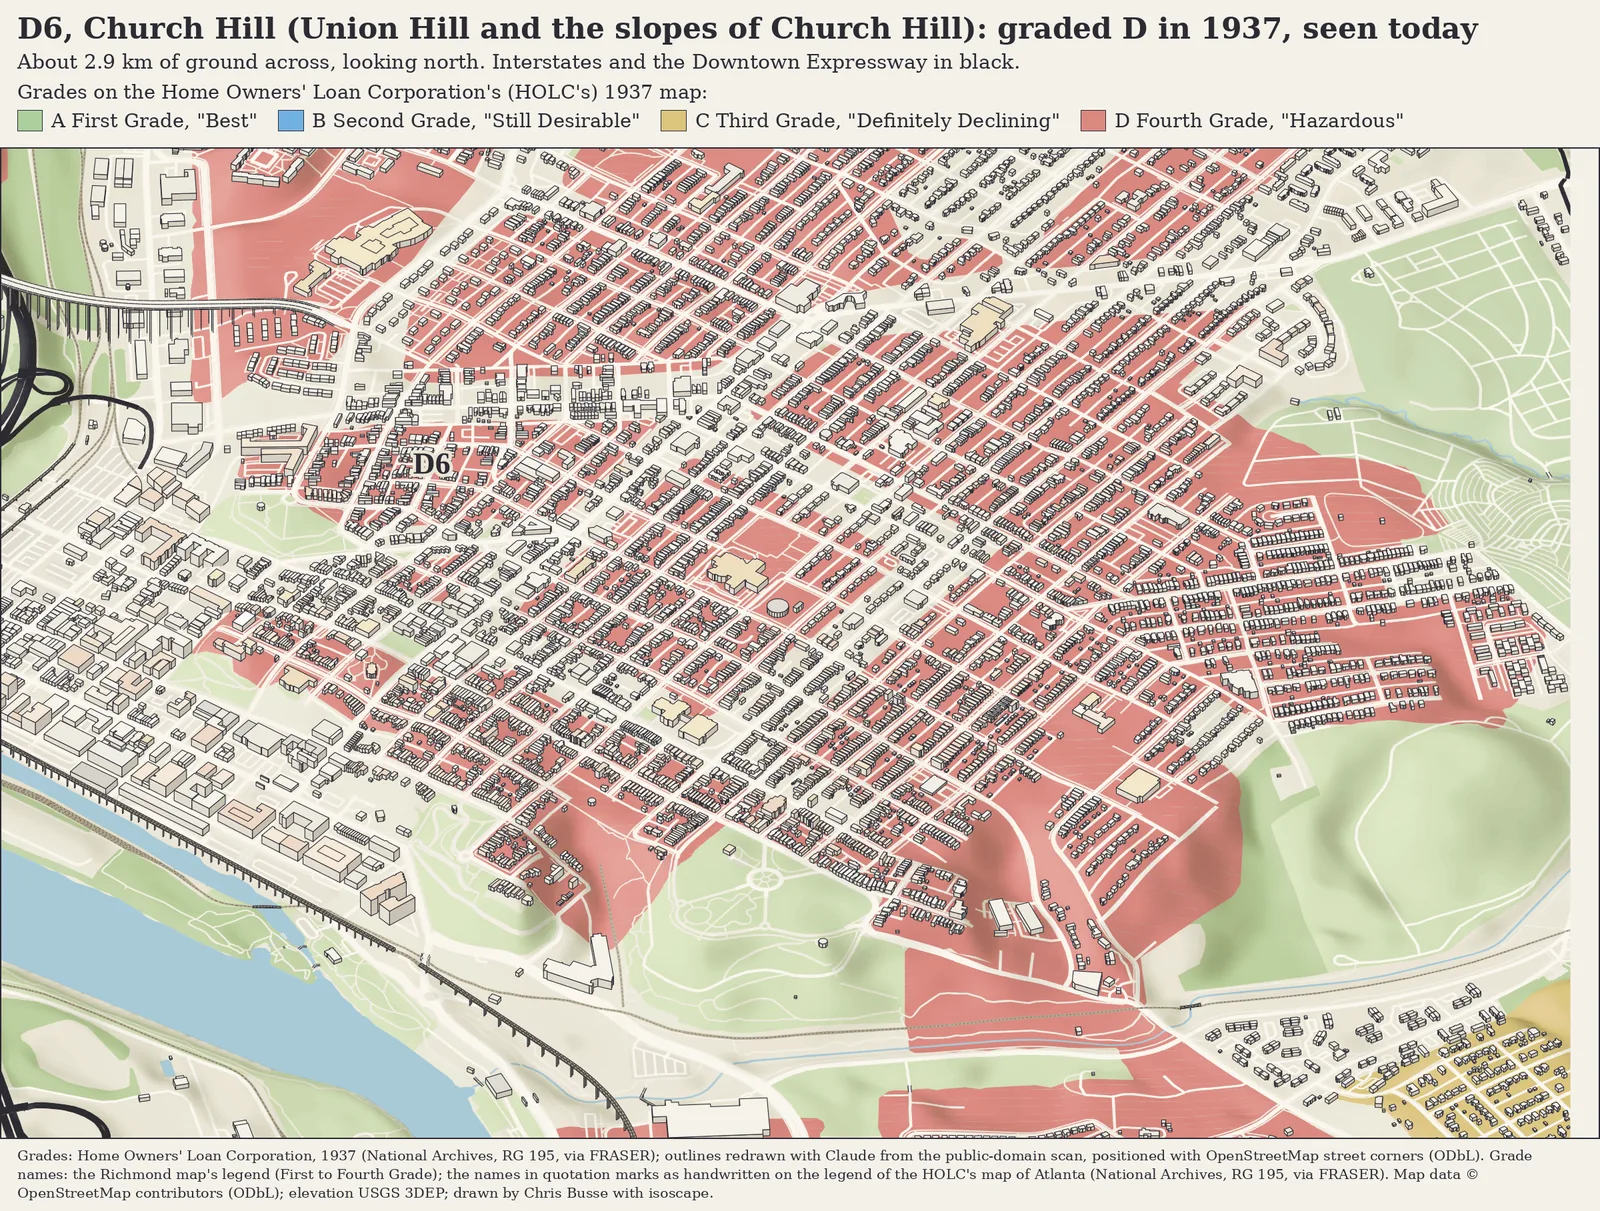 D6, Church Hill (Union Hill and the slopes of Church Hill): graded D in 1937, seen today
About 2.9 km of ground across, looking north. Interstates and the Downtown Expressway in black.
Grades on the Home Owners' Loan Corporation's (HOLC's) 1937 map:
A First Grade, "Best" B Second Grade, "Still Desirable" C Third Grade, "Definitely Declining" D Fourth Grade, "Hazardous"
D6
Grades: Home Owners' Loan Corporation, 1937 (National Archives, RG 195, via FRASER); outlines redrawn with Claude from the public-domain scan, positioned with OpenStreetMap street corners (ODbL). Grade
names: the Richmond map's legend (First to Fourth Grade); the names in quotation marks as handwritten on the legend of the HOLC's map of Atlanta (National Archives, RG 195, via FRASER). Map data ©
OpenStreetMap contributors (ODbL); elevation USGS 3DEP; drawn by Chris Busse with isoscape.